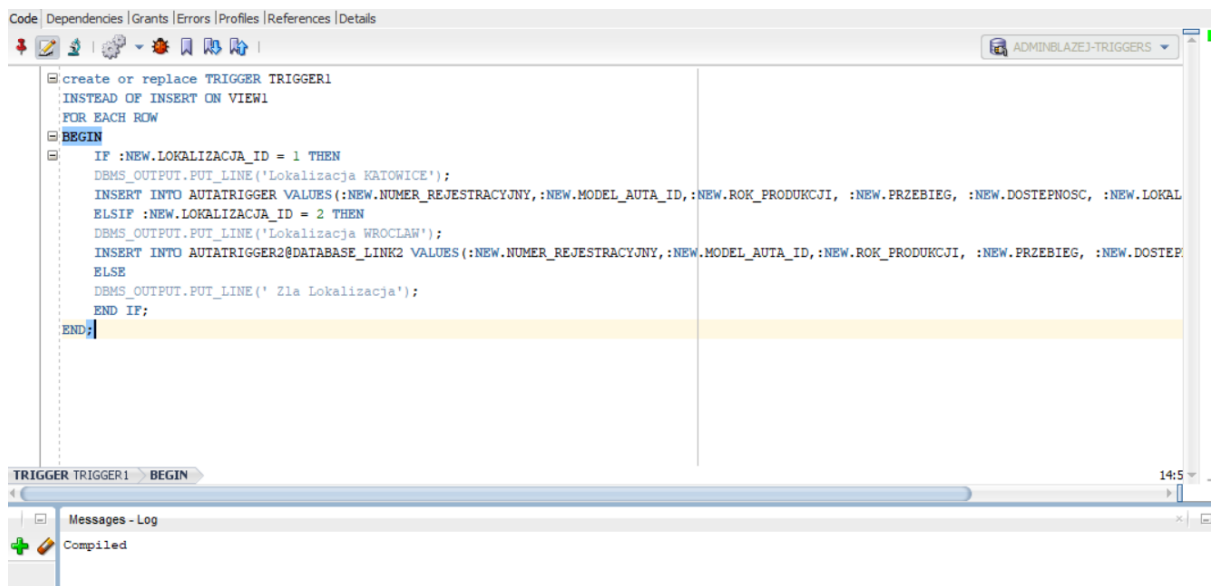 Code Dependencies |Grants |Errors |Profiles |References |Details
ADMINBLAZEJ-TRIGGERS
create or replace TRIGGER TRIGGER1
INSTEAD OF INSERT ON VIEW1
FOR EACH ROW
BEGIN
IF :NEW.LOKALIZACJA_ID = 1 THEN
DBMS_OUTPUT.PUT_LINE('Lokalizacja KATOWICE');
INSERT INTO AUTATRIGGER VALUES(:NEW.NUMER_REJESTRACYJNY,:NEW.MODEL_AUTA_ID,:NEW.ROK_PRODUKCJI, :NEW.PRZEBIEG, :NEW.DOSTEPNOSC, :NEW.LOKAL
ELSIF :NEW.LOKALIZACJA_ID = 2 THEN
DBMS_OUTPUT.PUT_LINE('Lokalizacja WROCLAW');
INSERT INTO AUTATRIGGER2@DATABASE_LINK2 VALUES(:NEW.NUMER_REJESTRACYJNY,:NEW.MODEL_AUTA_ID,:NEW.ROK_PRODUKCJI, :NEW.PRZEBIEG, :NEW.DOSTEP
ELSE
DBMS_OUTPUT.PUT_LINE(' Zla Lokalizacja');
END IF;
END;
TRIGGER TRIGGER1 BEGIN
14:5
Messages - Log
Compiled